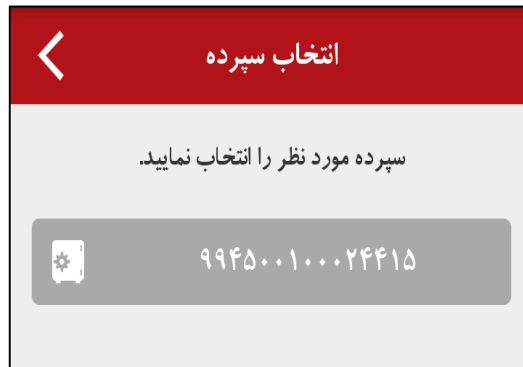 انتخاب سپرده
سپرده مورد نظر را انتخاب نمایید.
۹۹۴۵۰۰۱۰۰۰۲۴۴۱۵